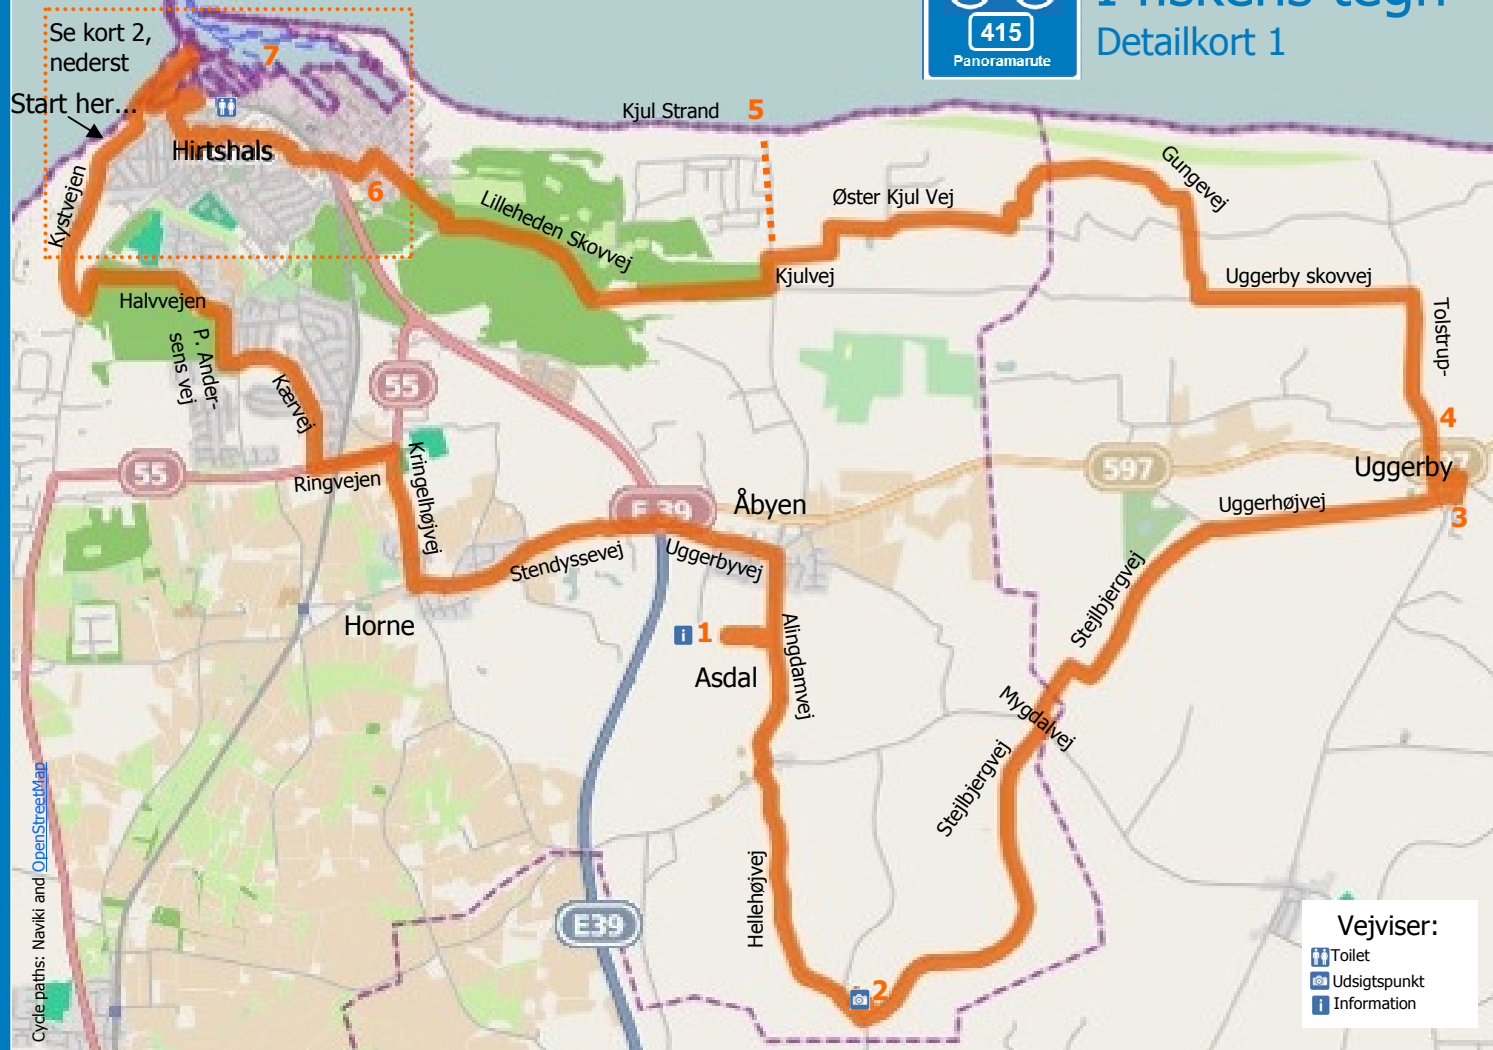 415
Panoramarute
Detailkort 1
Se kort 2,
nederst
7
Start her...
Hirtshals
Kystvejen
6
Kjul Strand
5
Lilleheden Skovvej
Øster Kjul Vej
Kjulvej
Gungevej
Uggerby skovvej
Tolstrup-
4
Halvvejen
P. Ander-
sens vej
Kærvej
55
55
Ringvejen
Kringelhøjvej
E 39
Åbyen
597
Uggerby
3
Uggerhøjvej
Stendyssevej
Uggerbyvej
Horne
1
Asdal
Alingdamvej
Stejlbjergvej
Mygdalvej
Stejlbjergvej
Hellehøjvej
E39
2
Cycle paths: Naviki and OpenStreetMap
Vejviser:
Toilet
Udsigtspunkt
Information